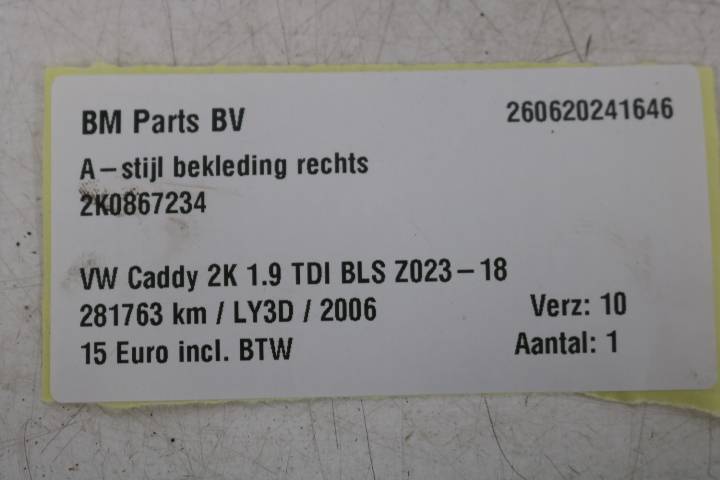 BM Parts BV 260620241646
A-stijl bekleding rechts
2K0867234
VW Caddy 2K 1.9 TDI BLS Z023-18
281763 km / LY3D / 2006 Verz: 10
15 Euro incl. BTW Aantal: 1